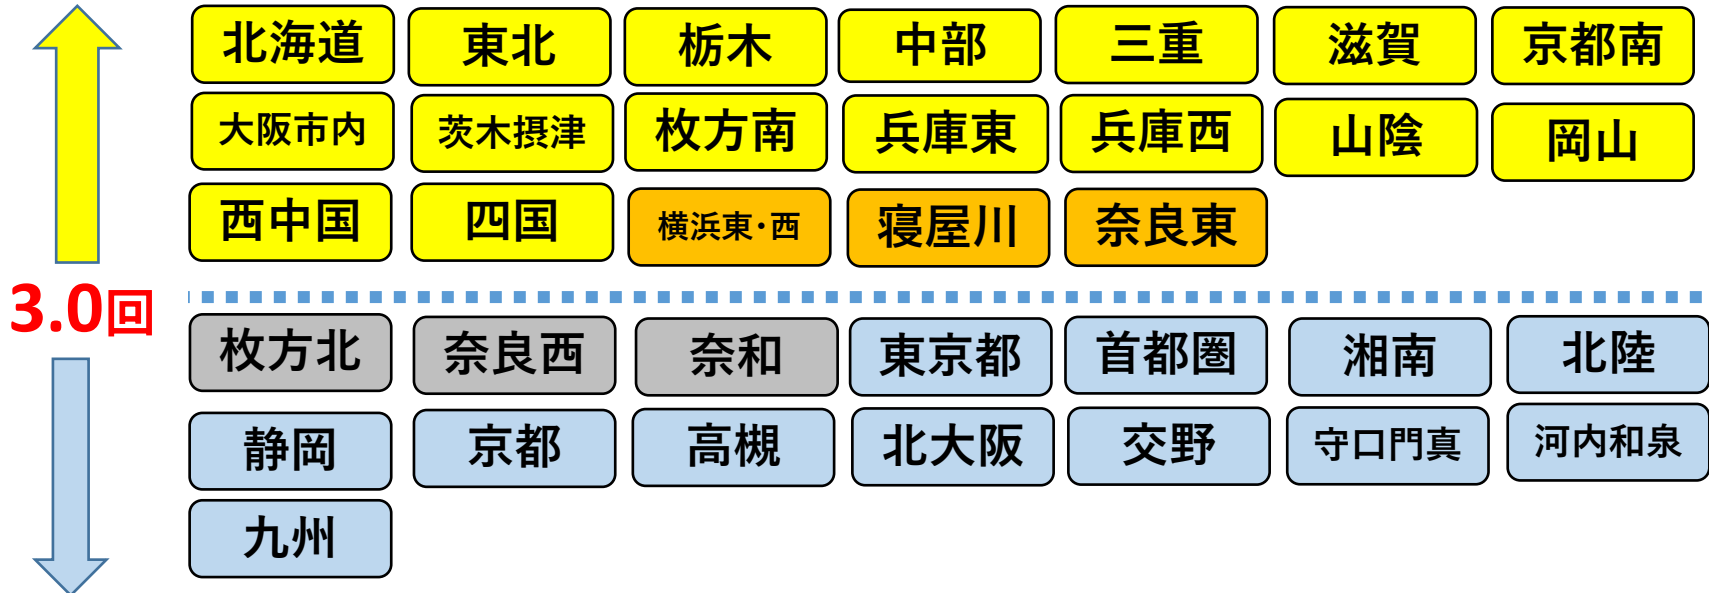 北海道 東北 栃木 中部 三重 滋賀 京都南
大阪市内 茨木摂津 枚方南 兵庫東 兵庫西 山陰 岡山
西中国 四国 横浜東・西 寝屋川 奈良東
3.0回
枚方北 奈良西 奈和 東京都 首都圏 湘南 北陸
静岡 京都 高槻 北大阪 交野 守口門真 河内和泉
九州